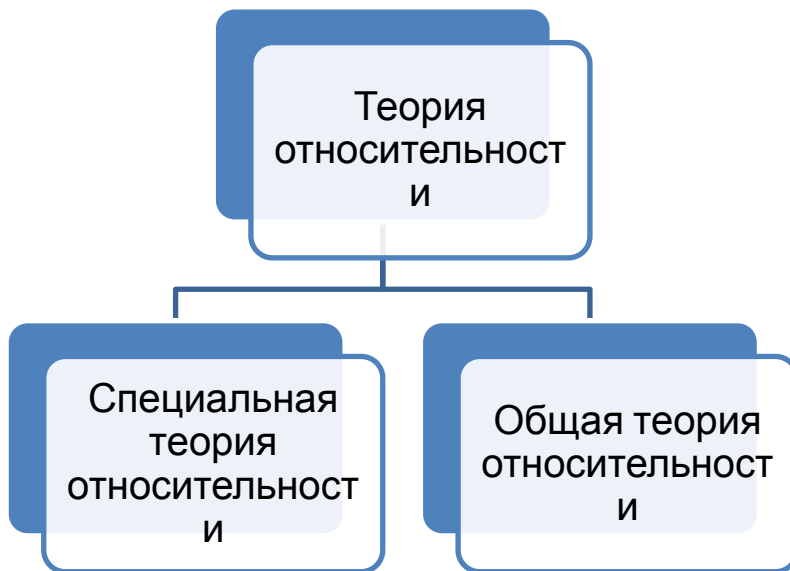 Теория
относительност
и
Специальная
теория
относительност
и
Общая теория
относительност
и